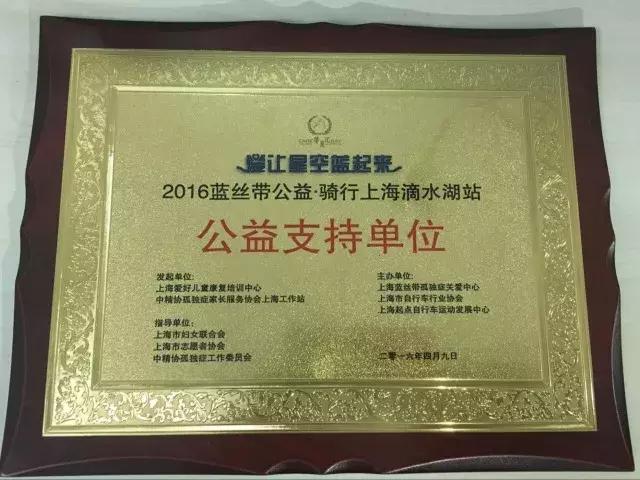 爱让星空蓝起来
2016蓝丝带公益·骑行上海滴水湖站
公益支持单位
发起单位:
上海爱好儿童康复培训中心
中精协孤独症家长服务协会上海工作站
指导单位:
上海市妇女联合会
上海市志愿者协会
中精协孤独症工作委员会
主办单位:
上海蓝丝带孤独症关爱中心
上海市自行车行业协会
上海起点自行车运动发展中心
二零一六年四月九日